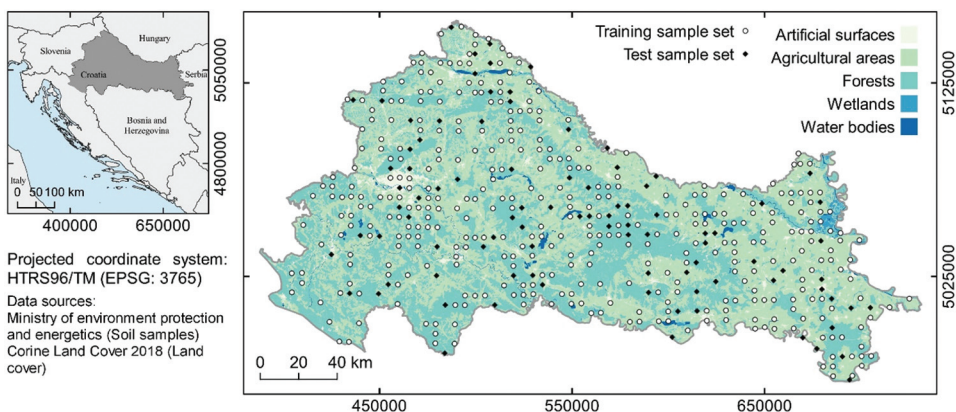 Slovenia
Hungary
Croatia
Serbia
Bosnia and
Herzegovina
Italy
0 50 100 km
400000 650000
5050000
4800000
Projected coordinate system:
HTRS96/TM (EPSG: 3765)
Data sources:
Ministry of environment protection
and energetics (Soil samples)
Corine Land Cover 2018 (Land
cover)
Training sample set
Test sample set
Artificial surfaces
Agricultural areas
Forests
Wetlands
Water bodies
0 20 40 km
450000 550000 650000
5125000
5025000